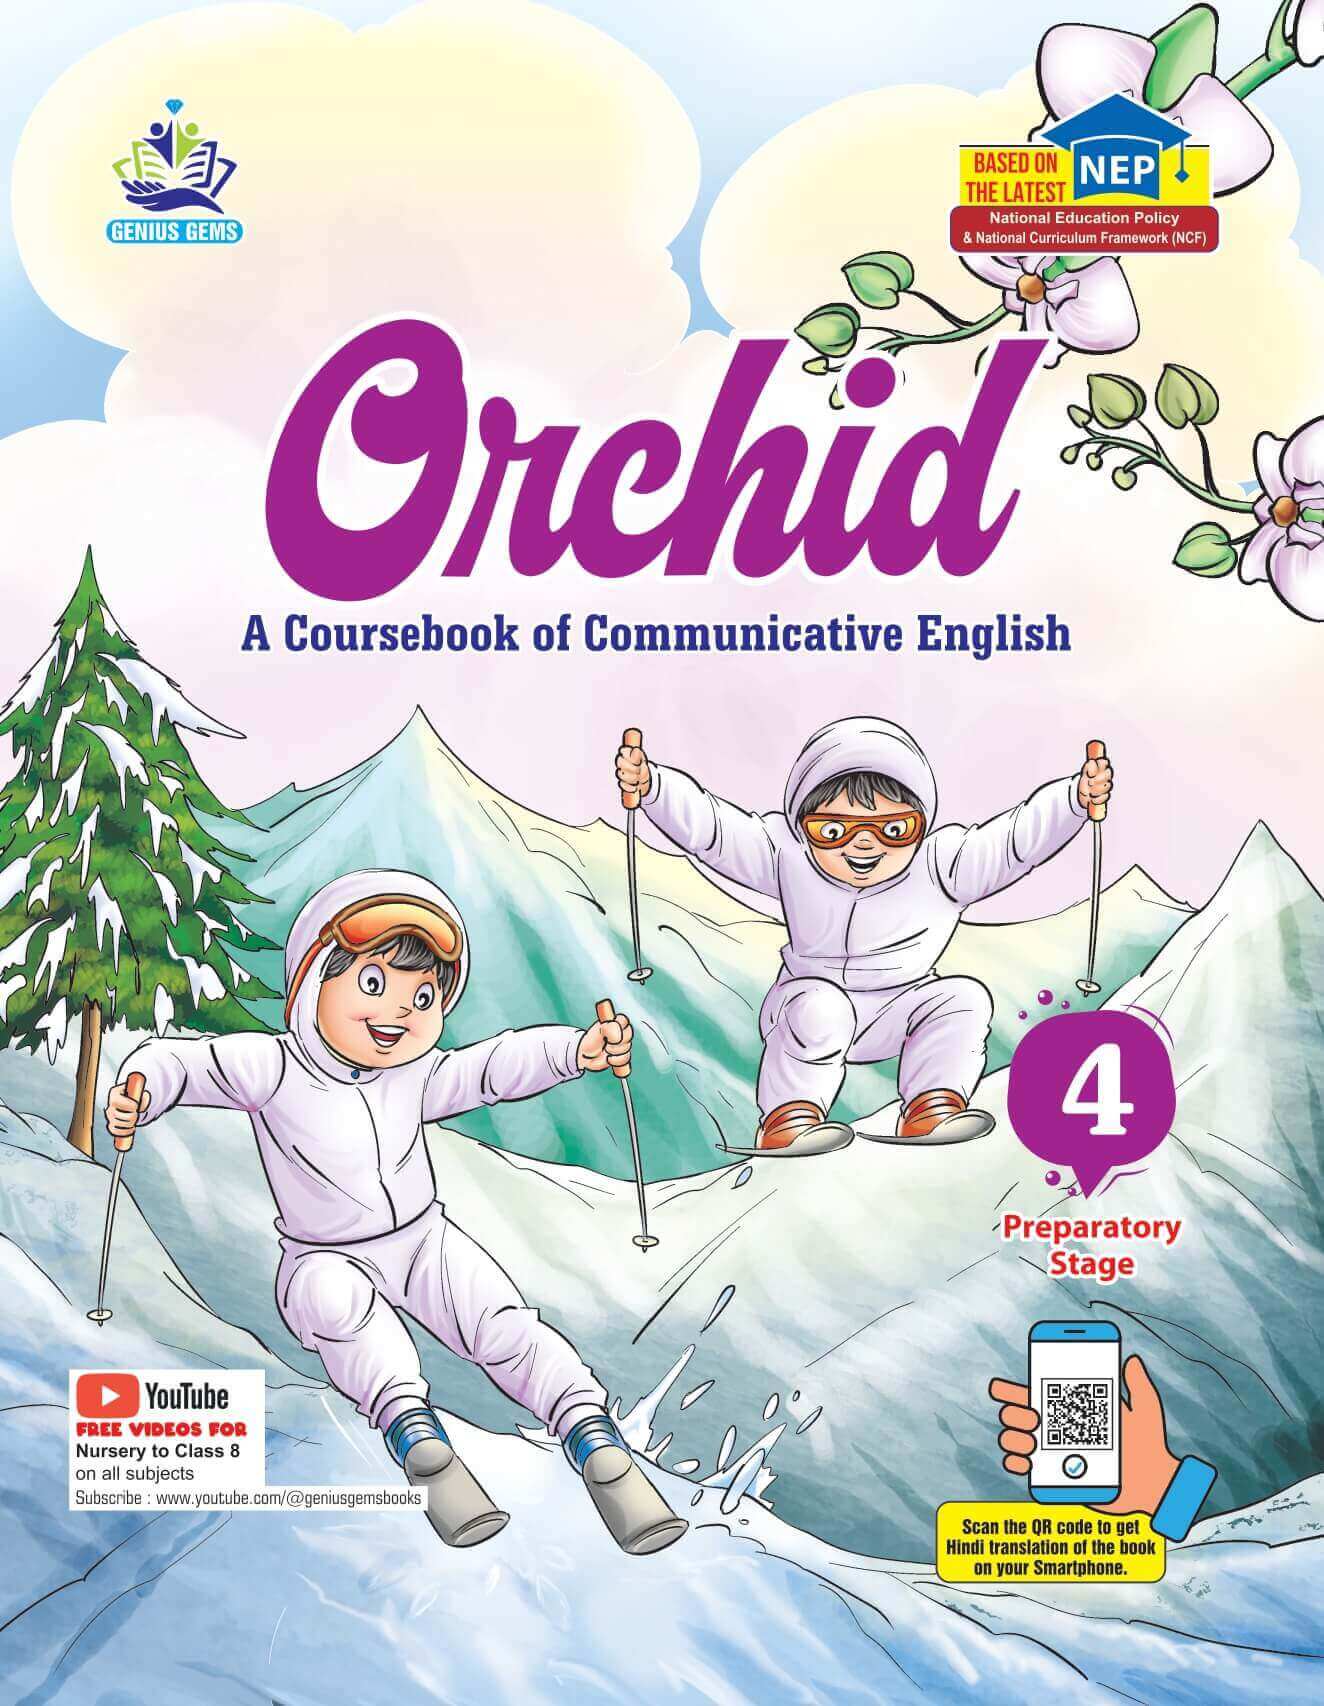 GENIUS GEMS
BASED ON
THE LATEST
NEP
National Education Policy
& National Curriculum Framework (NCF)
Orchid
A Coursebook of Communicative English
4
Preparatory
Stage
YouTube
FREE VIDEOS FOR
Nursery to Class 8
on all subjects
Subscribe : www.youtube.com/@geniusgemsbooks
Scan the QR code to get
Hindi translation of the book
on your Smartphone.